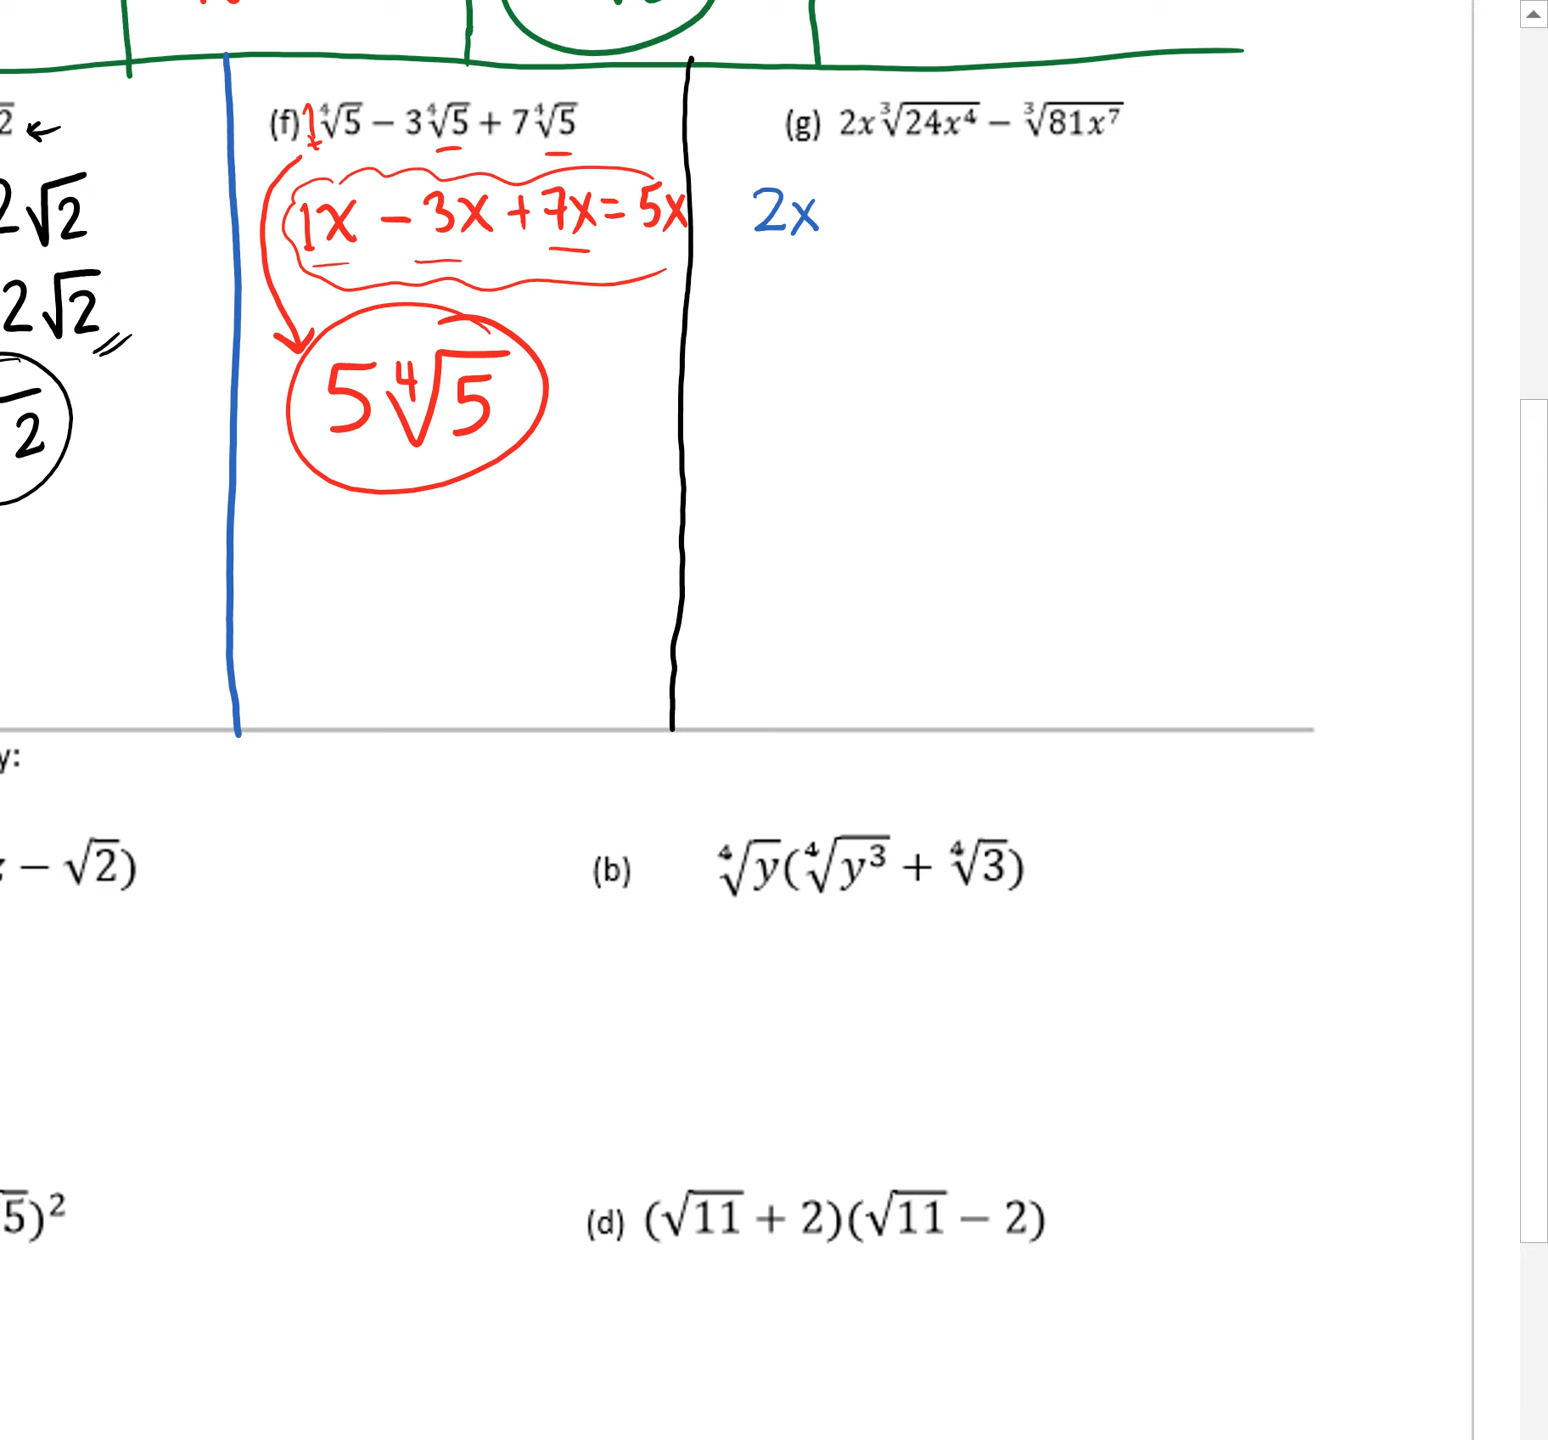 2 ←
2√2
2√2
2
(f) 1∜5 − 3∜5 + 7∜5
1x − 3x + 7x = 5x
5∜5
(g) 2x∛(24x⁴) − ∛(81x⁷)
2x
y:
− √2)
(b) ∜y(∜y³ + ∜3)
5)²
(d) (√11 + 2)(√11 − 2)